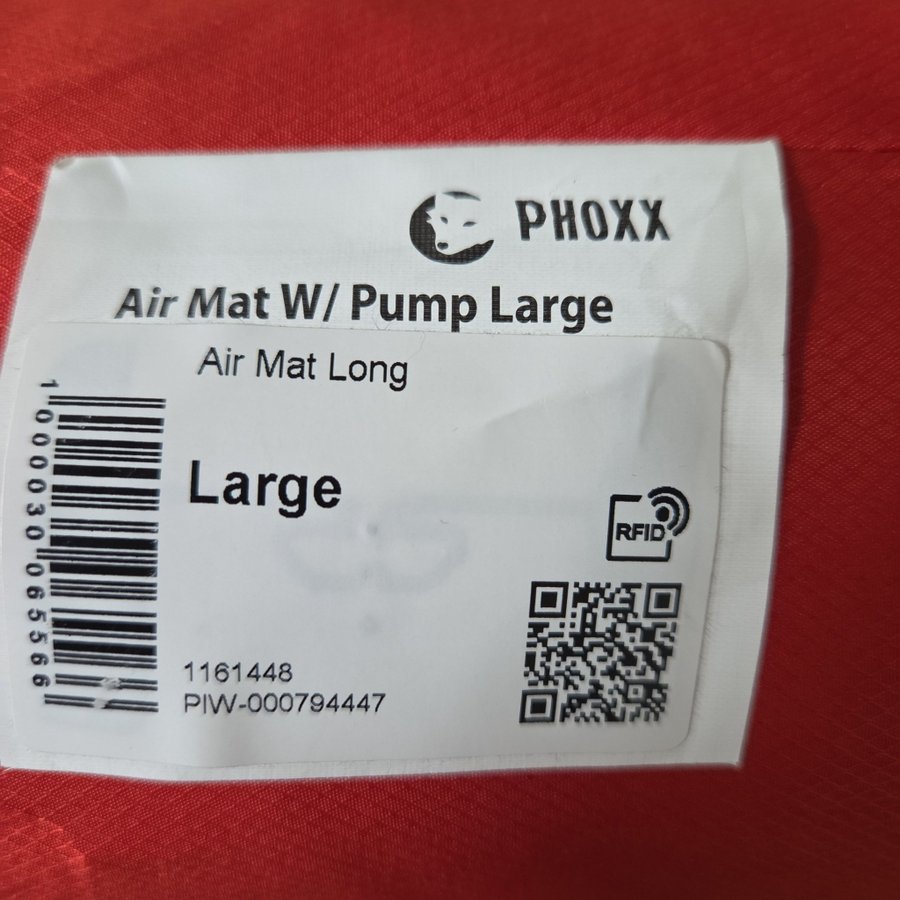 PHOXX
Air Mat W/ Pump Large
Air Mat Long
Large
RFID
1161448
PIW-000794447
1000030065566